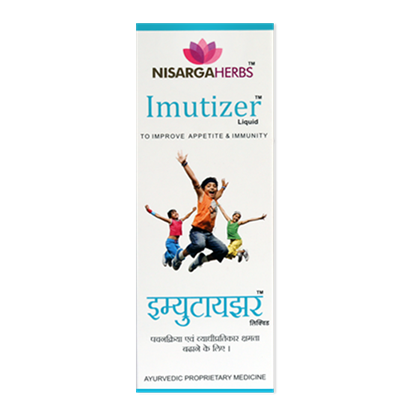 NISARGAHERBS™
Imutizer™
Liquid
TO IMPROVE APPETITE & IMMUNITY
इम्युटायझर™
लिक्विड
पचनक्रिया एवं व्याधीप्रतिकार क्षमता
बढाने के लिए ।
AYURVEDIC PROPRIETARY MEDICINE